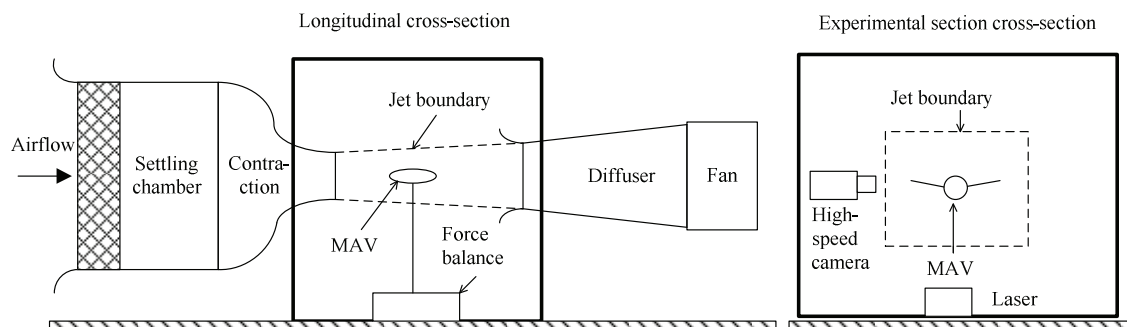 Longitudinal cross-section
Experimental section cross-section
Airflow
Settling
chamber
Contra-
ction
Jet boundary
MAV
Force
balance
Diffuser
Fan
Jet boundary
High-
speed
camera
MAV
Laser